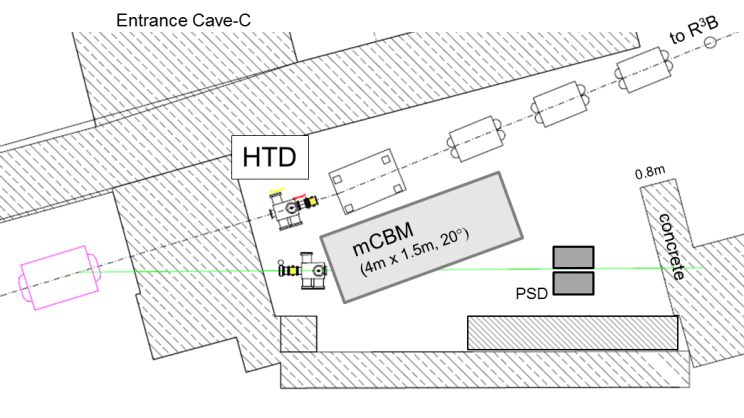 Entrance Cave-C
to R³B
HTD
0.8m
mCBM
(4m x 1.5m, 20°)
concrete
PSD